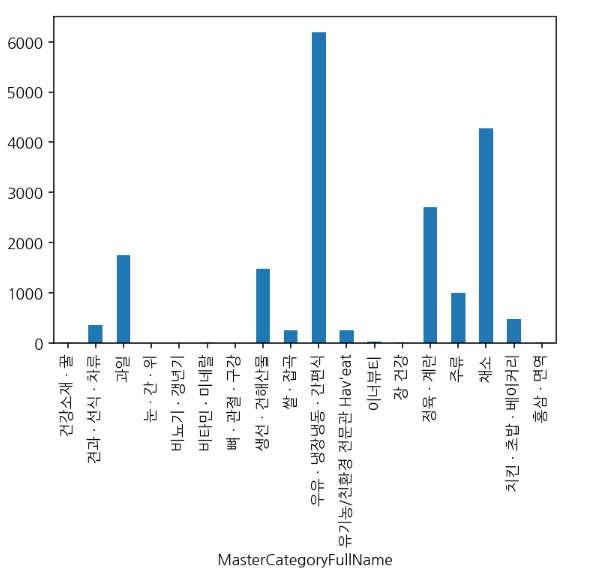 6000
5000
4000
3000
2000
1000
0
건강소재 · 꿀
견과 · 선식 · 차류
과일
눈 · 간 · 위
비뇨기 · 갱년기
비타민 · 미네랄
뼈 · 관절 · 구강
생선 · 건해산물
쌀 · 잡곡
우유 · 냉장냉동 · 간편식
유기농/친환경 전문관 Hav'eat
이너뷰티
장 건강
정육 · 계란
주류
채소
치킨 · 초밥 · 베이커리
홍삼 · 면역
MasterCategoryFullName